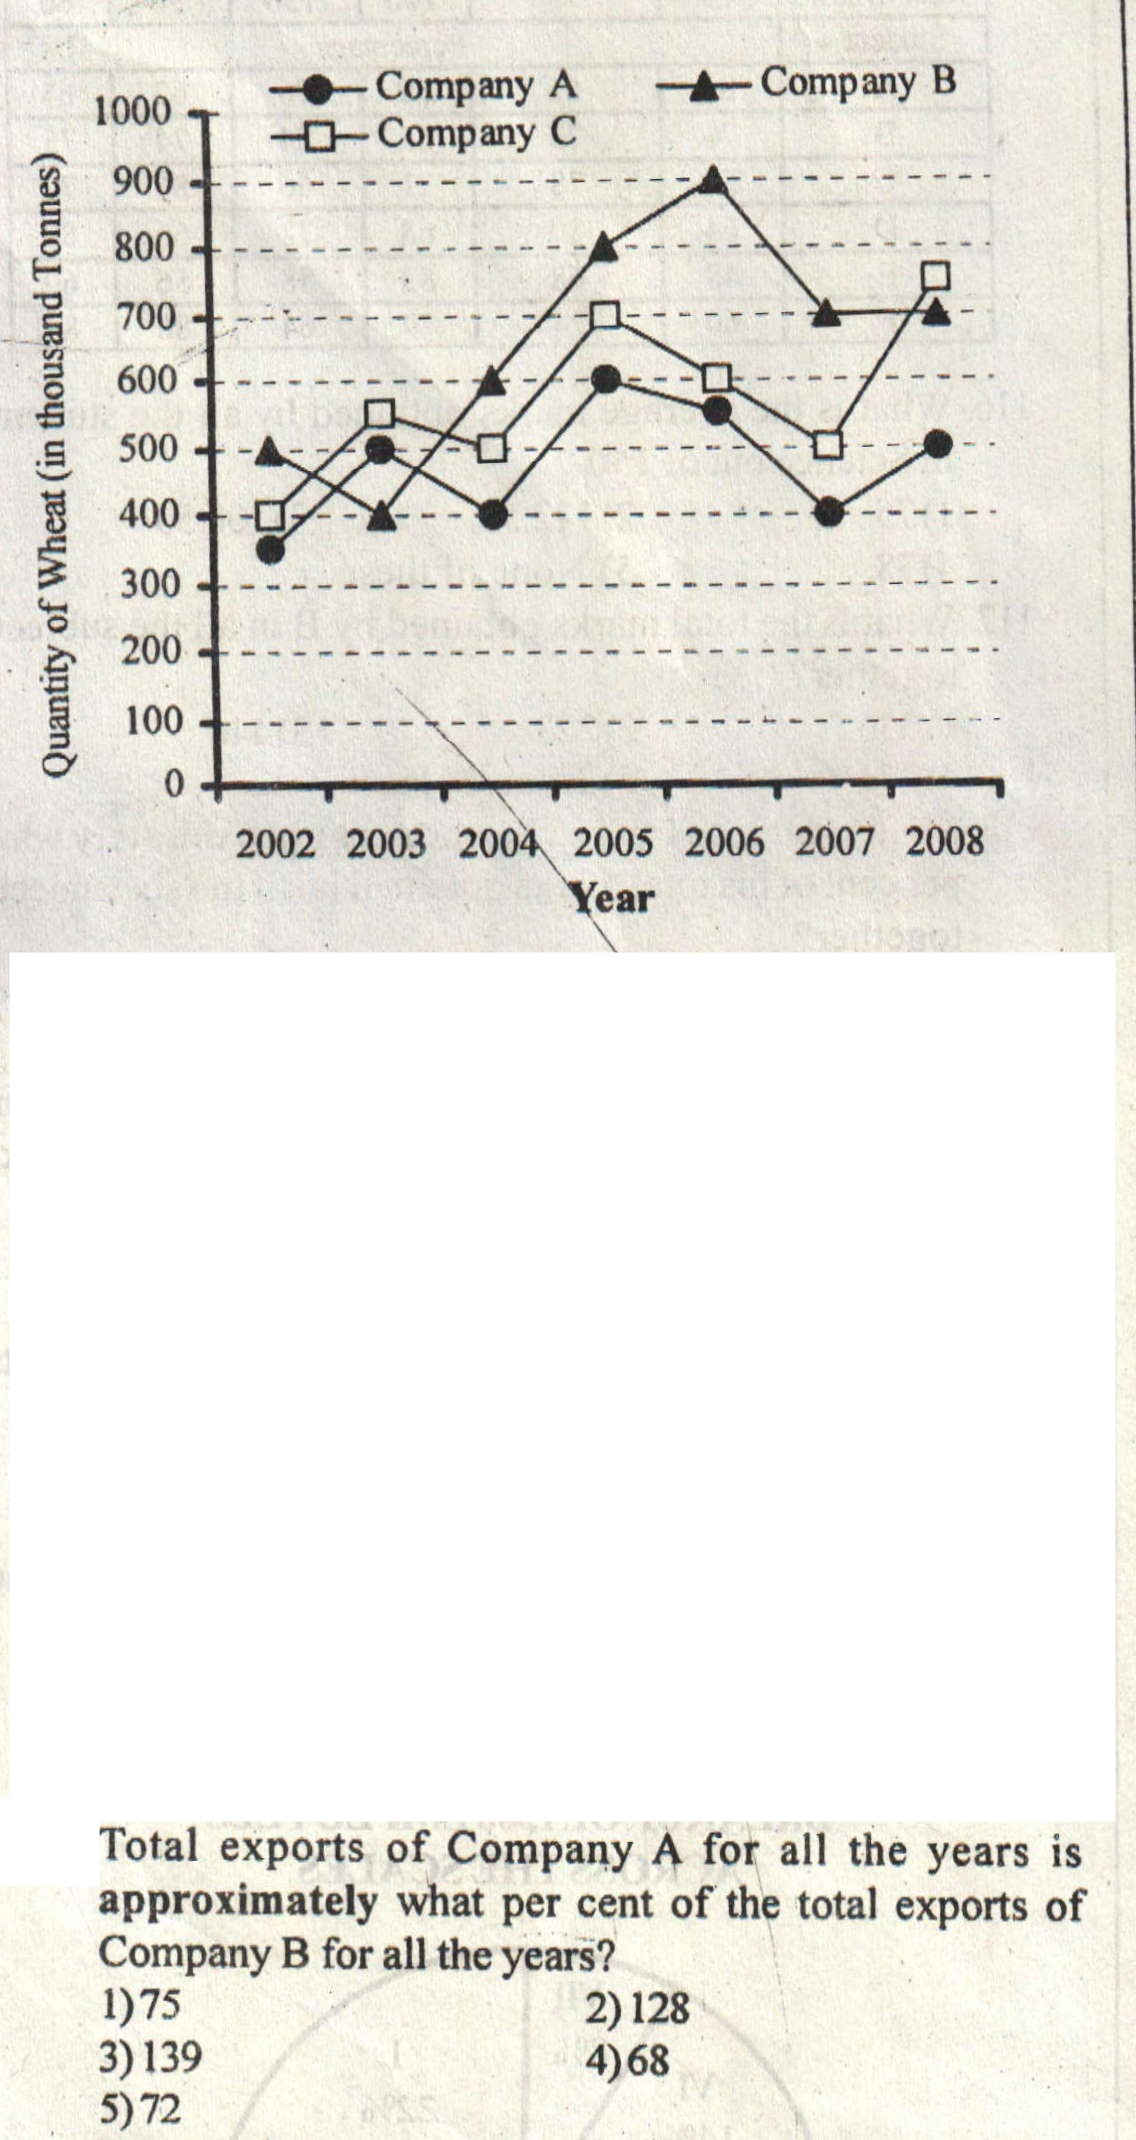 Company A
Company B
Company C
1000
900
800
700
600
500
400
300
200
100
0
Quantity of Wheat (in thousand Tonnes)
2002 2003 2004 2005 2006 2007 2008
Year
Total exports of Company A for all the years is
approximately what per cent of the total exports of
Company B for all the years?
1) 75
2) 128
3) 139
4) 68
5) 72